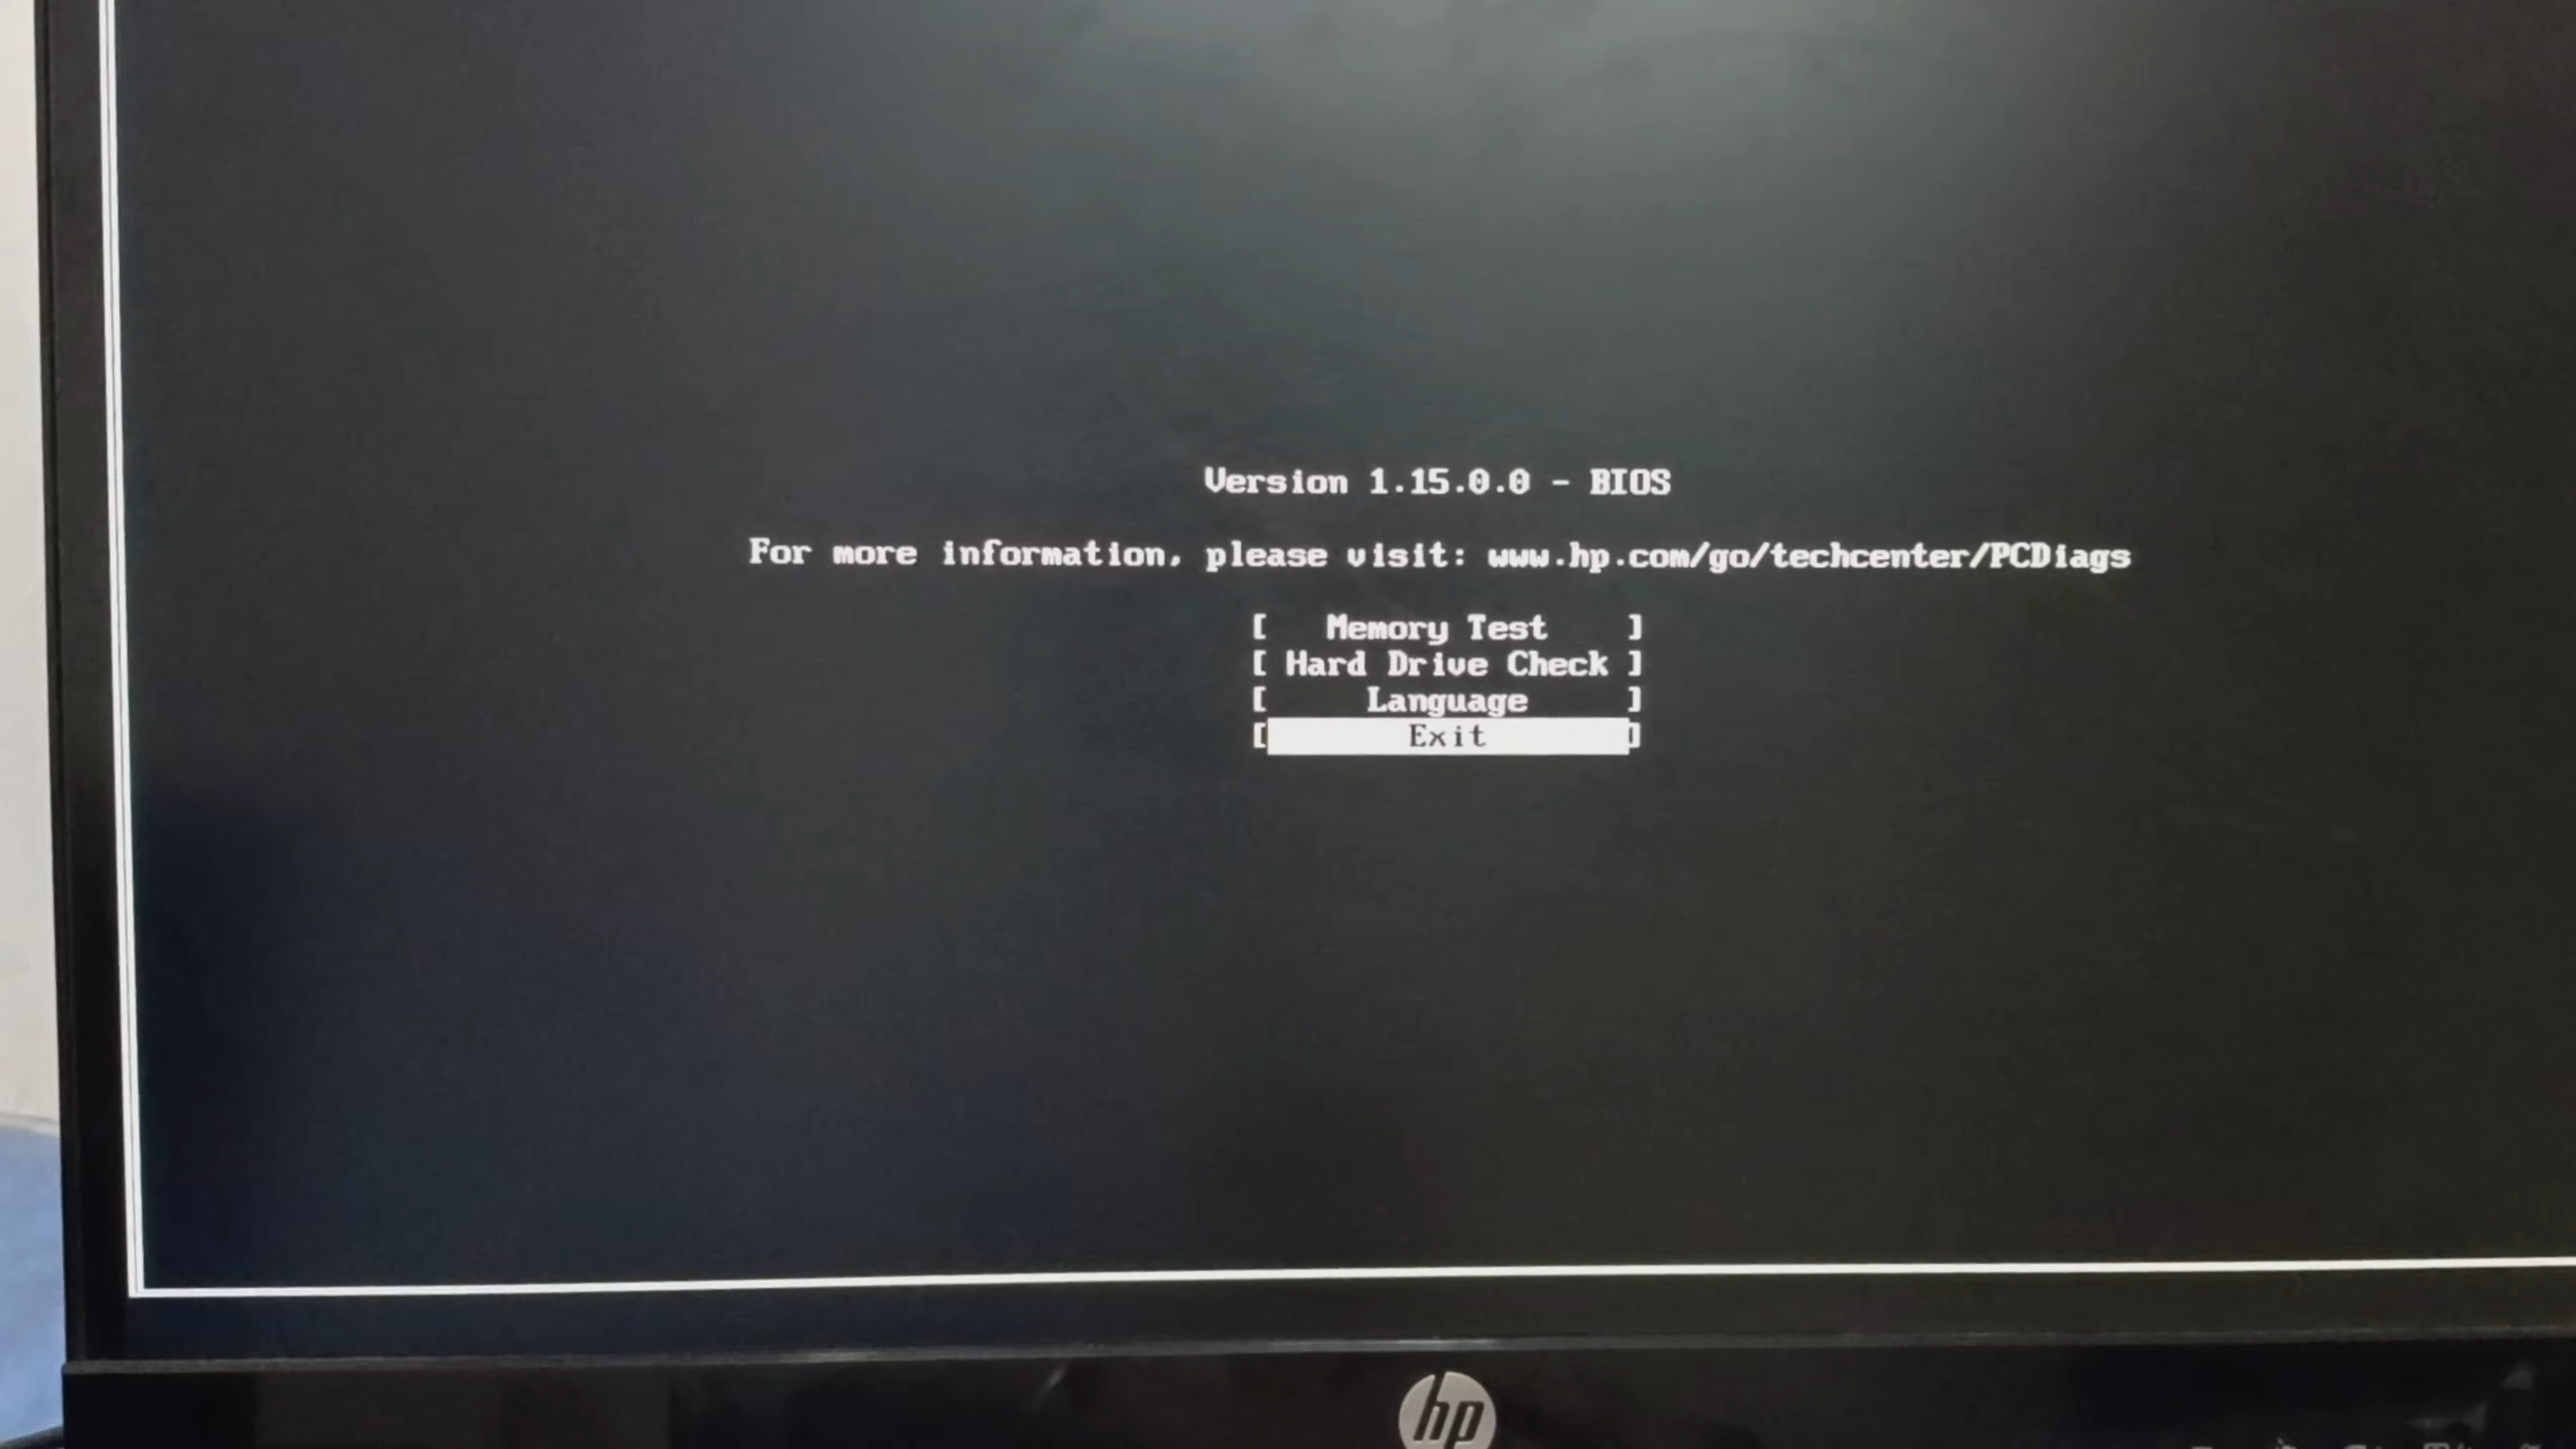 Version 1.15.0.0 - BIOS
For more information, please visit: www.hp.com/go/techcenter/PCDiags
[ Memory Test ]
[ Hard Drive Check ]
[ Language ]
[ Exit ]
hp